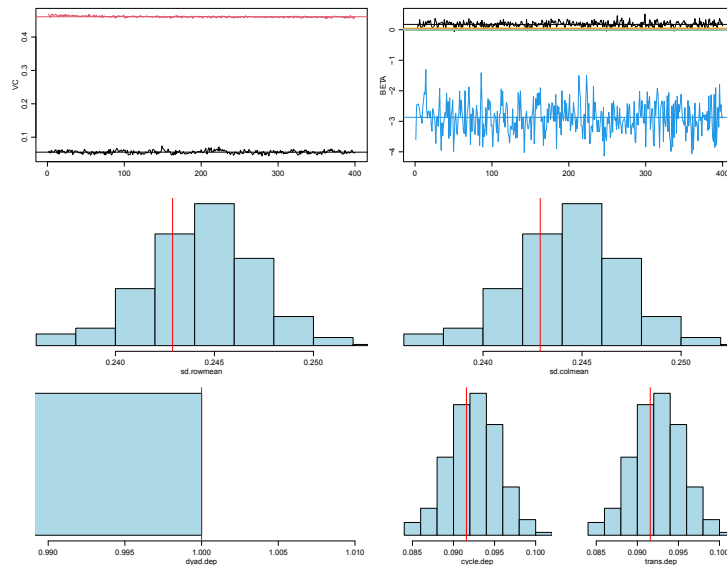 VC
0.1 0.2 0.3 0.4
0 100 200 300 400
BETA
-4 -3 -2 -1 0
0 100 200 300 400
0.240 0.245 0.250
sd.rowmean
0.240 0.245 0.250
sd.colmean
0.990 0.995 1.000 1.005 1.010
dyad.dep
0.085 0.090 0.095 0.100
cycle.dep
0.085 0.090 0.095 0.100
trans.dep